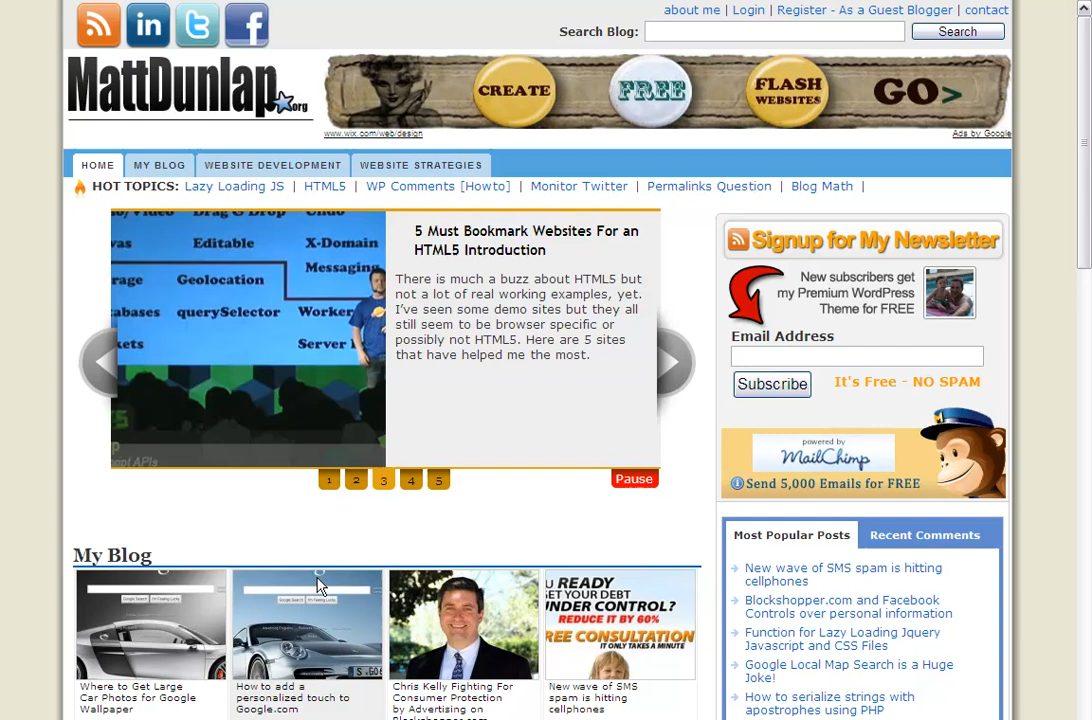 about me | Login | Register - As a Guest Blogger | contact
Search Blog: Search
MattDunlap.org
CREATE FREE FLASH WEBSITES GO>
www.wix.com/web/design Ads by Google
HOME MY BLOG WEBSITE DEVELOPMENT WEBSITE STRATEGIES
HOT TOPICS: Lazy Loading JS | HTML5 | WP Comments [Howto] | Monitor Twitter | Permalinks Question | Blog Math |
Drag & Drop Undo
Editable X-Domain
Messaging
Geolocation
querySelector Worker
Server
5 Must Bookmark Websites For an
HTML5 Introduction
There is much a buzz about HTML5 but
not a lot of real working examples, yet.
I've seen some demo sites but they all
still seem to be browser specific or
possibly not HTML5. Here are 5 sites
that have helped me the most.
1 2 3 4 5 Pause
Signup for My Newsletter
New subscribers get
my Premium WordPress
Theme for FREE
Email Address
Subscribe It's Free - NO SPAM
powered by
MailChimp
Send 5,000 Emails for FREE
My Blog
Where to Get Large
Car Photos for Google
Wallpaper
How to add a
personalized touch to
Google.com
Chris Kelly Fighting For
Consumer Protection
by Advertising on
Blockshopper.com
U READY
GET YOUR DEBT
UNDER CONTROL?
REDUCE IT BY 60%
FREE CONSULTATION
IT ONLY TAKES A MINUTE
New wave of SMS
spam is hitting
cellphones
Most Popular Posts Recent Comments
New wave of SMS spam is hitting
cellphones
Blockshopper.com and Facebook
Controls over personal information
Function for Lazy Loading Jquery
Javascript and CSS Files
Google Local Map Search is a Huge
Joke!
How to serialize strings with
apostrophes using PHP